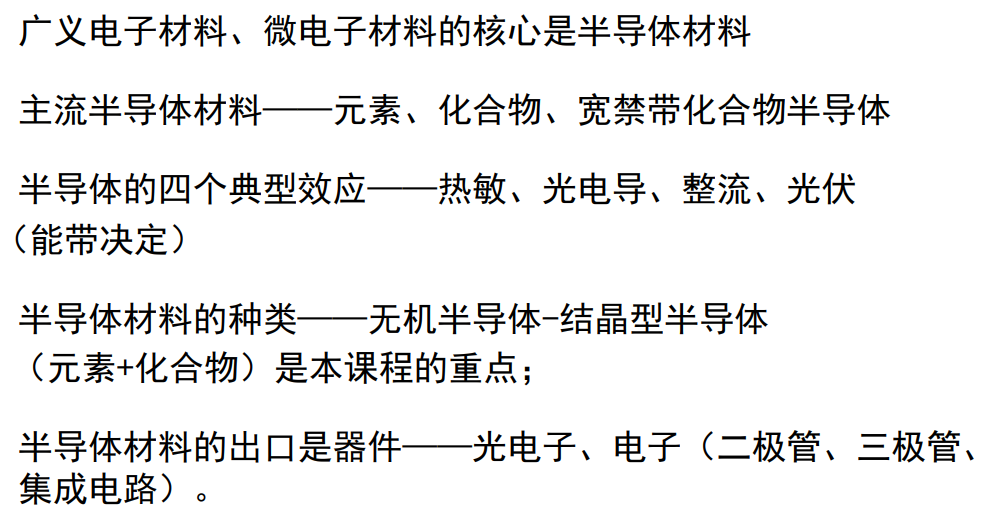 广义电子材料、微电子材料的核心是半导体材料
主流半导体材料——元素、化合物、宽禁带化合物半导体
半导体的四个典型效应——热敏、光电导、整流、光伏
（能带决定）
半导体材料的种类——无机半导体-结晶型半导体
（元素+化合物）是本课程的重点；
半导体材料的出口是器件——光电子、电子（二极管、三极管、
集成电路）。